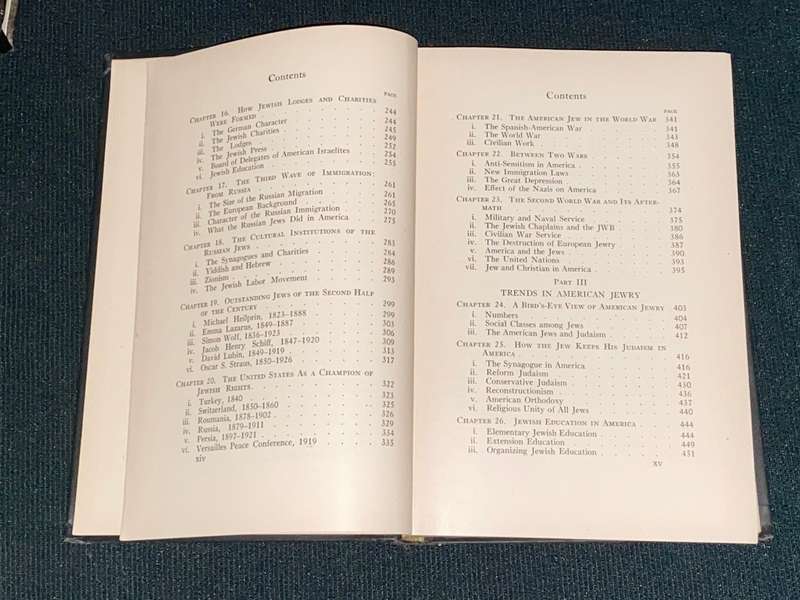 Contents
PAGE
CHAPTER 16. HOW JEWISH LODGES AND CHARITIES
WERE FORMED 244
i. The German Character 244
ii. The Jewish Charities 245
iii. The Lodges 249
iv. The Jewish Press 252
v. Board of Delegates of American Israelites 254
vi. Jewish Education 255
CHAPTER 17. THE THIRD WAVE OF IMMIGRATION:
FROM RUSSIA 261
i. The Size of the Russian Migration 261
ii. The European Background 265
iii. Character of the Russian Immigration 270
iv. What the Russian Jews Did in America 275
CHAPTER 18. THE CULTURAL INSTITUTIONS OF THE
RUSSIAN JEWS 283
i. The Synagogues and Charities 284
ii. Yiddish and Hebrew 286
iii. Zionism 289
iv. The Jewish Labor Movement 293
CHAPTER 19. OUTSTANDING JEWS OF THE SECOND HALF
OF THE CENTURY 299
i. Michael Heilprin, 1823–1888 299
ii. Emma Lazarus, 1849–1887 303
iii. Simon Wolf, 1836–1923 306
iv. Jacob Henry Schiff, 1847–1920 309
v. David Lubin, 1849–1919 313
vi. Oscar S. Straus, 1850–1926 317
CHAPTER 20. THE UNITED STATES AS A CHAMPION OF
JEWISH RIGHTS 322
i. Turkey, 1840 323
ii. Switzerland, 1850–1860 325
iii. Roumania, 1878–1902 326
iv. Russia, 1879–1911 329
v. Persia, 1897–1921 334
vi. Versailles Peace Conference, 1919 335
xiv
Contents
PAGE
CHAPTER 21. THE AMERICAN JEW IN THE WORLD WAR 341
i. The Spanish-American War 341
ii. The World War 343
iii. Civilian Work 348
CHAPTER 22. BETWEEN TWO WARS 354
i. Anti-Semitism in America 355
ii. New Immigration Laws 363
iii. The Great Depression 364
iv. Effect of the Nazis on America 367
CHAPTER 23. THE SECOND WORLD WAR AND ITS AFTER-
MATH 374
i. Military and Naval Service 375
ii. The Jewish Chaplains and the JWB 380
iii. Civilian War Service 386
iv. The Destruction of European Jewry 387
v. America and the Jews 390
vi. The United Nations 393
vii. Jew and Christian in America 395
PART III
TRENDS IN AMERICAN JEWRY
CHAPTER 24. A BIRD'S-EYE VIEW OF AMERICAN JEWRY 403
i. Numbers 404
ii. Social Classes among Jews 407
iii. The American Jews and Judaism 412
CHAPTER 25. HOW THE JEW KEEPS HIS JUDAISM IN
AMERICA 416
i. The Synagogue in America 416
ii. Reform Judaism 421
iii. Conservative Judaism 430
iv. Reconstructionism 436
v. American Orthodoxy 437
vi. Religious Unity of All Jews 440
CHAPTER 26. JEWISH EDUCATION IN AMERICA 444
i. Elementary Jewish Education 444
ii. Extension Education 449
iii. Organizing Jewish Education 451
xv